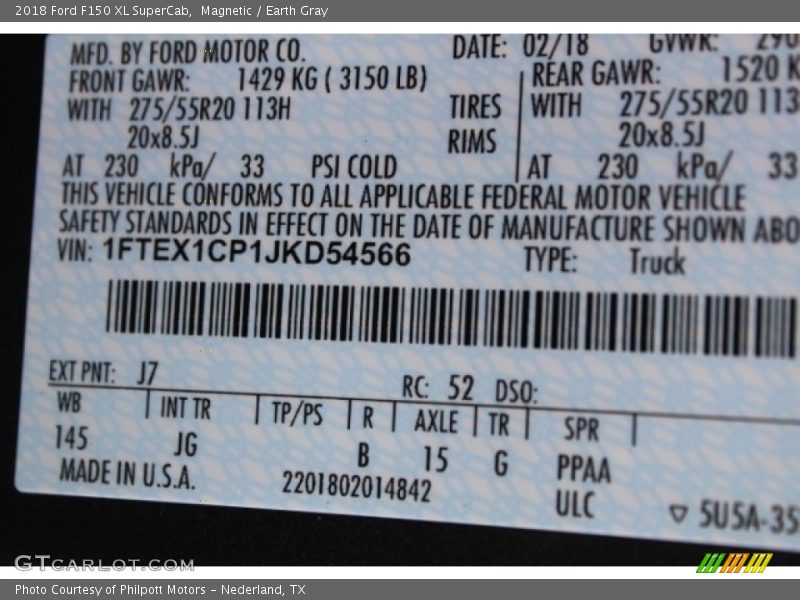 2018 Ford F150 XL SuperCab,  Magnetic / Earth Gray
MFD. BY FORD MOTOR CO. DATE: 02/18 GVWR:
FRONT GAWR: 1429 KG ( 3150 LB) REAR GAWR: 1520 K
WITH 275/55R20 113H TIRES WITH 275/55R20 113
20x8.5J RIMS 20x8.5J
AT 230 kPa/ 33 PSI COLD AT 230 kPa/ 33
THIS VEHICLE CONFORMS TO ALL APPLICABLE FEDERAL MOTOR VEHICLE
SAFETY STANDARDS IN EFFECT ON THE DATE OF MANUFACTURE SHOWN ABO
VIN: 1FTEX1CP1JKD54566 TYPE: Truck
EXT PNT: J7 RC: 52 DSO:
WB INT TR TP/PS R AXLE TR SPR
145 JG B 15 G PPAA
MADE IN U.S.A. 2201802014842 ULC ▽ 5U5A-35
GTCARLOT.COM
Photo Courtesy of Philpott Motors - Nederland, TX